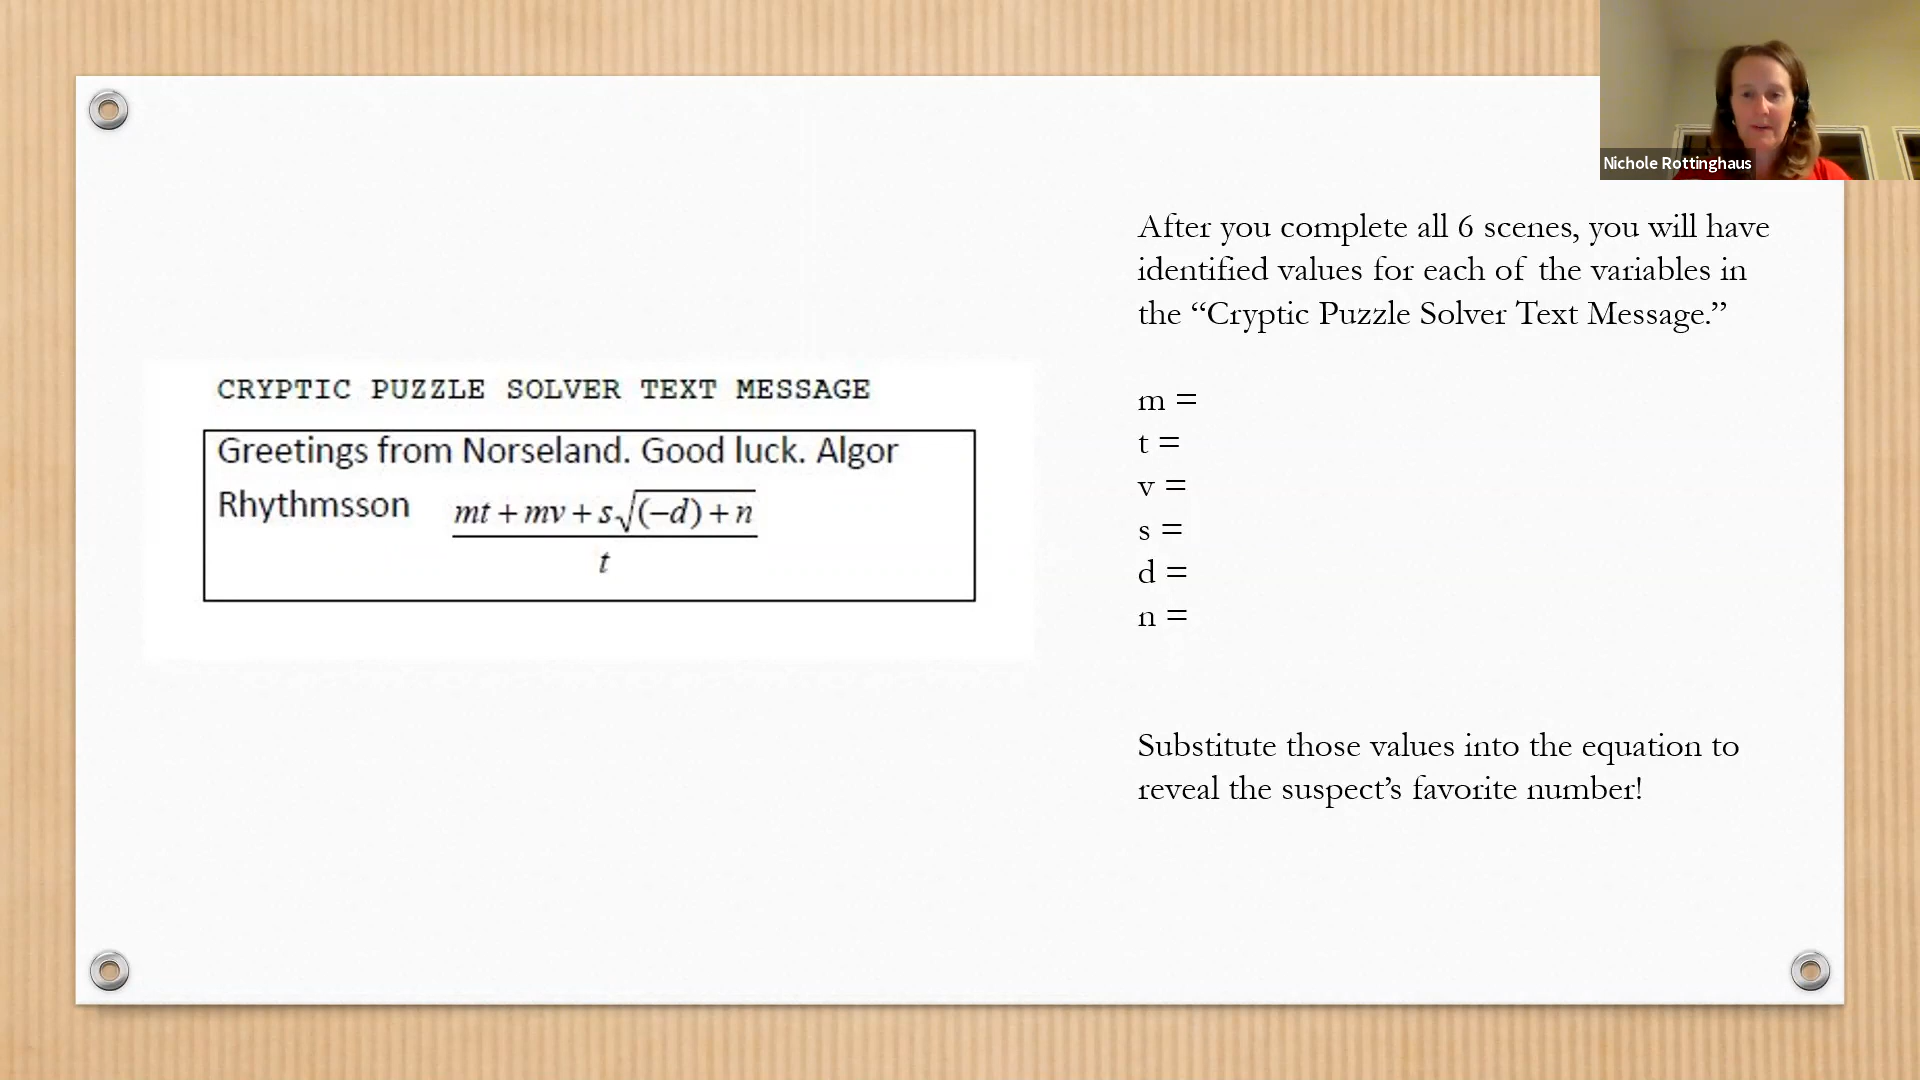 Nichole Rottinghaus
CRYPTIC PUZZLE SOLVER TEXT MESSAGE
Greetings from Norseland. Good luck. Algor
Rhythmsson
mt + mv + s√(−d) + n
t
After you complete all 6 scenes, you will have
identified values for each of the variables in
the “Cryptic Puzzle Solver Text Message.”
m =
t =
v =
s =
d =
n =
Substitute those values into the equation to
reveal the suspect’s favorite number!